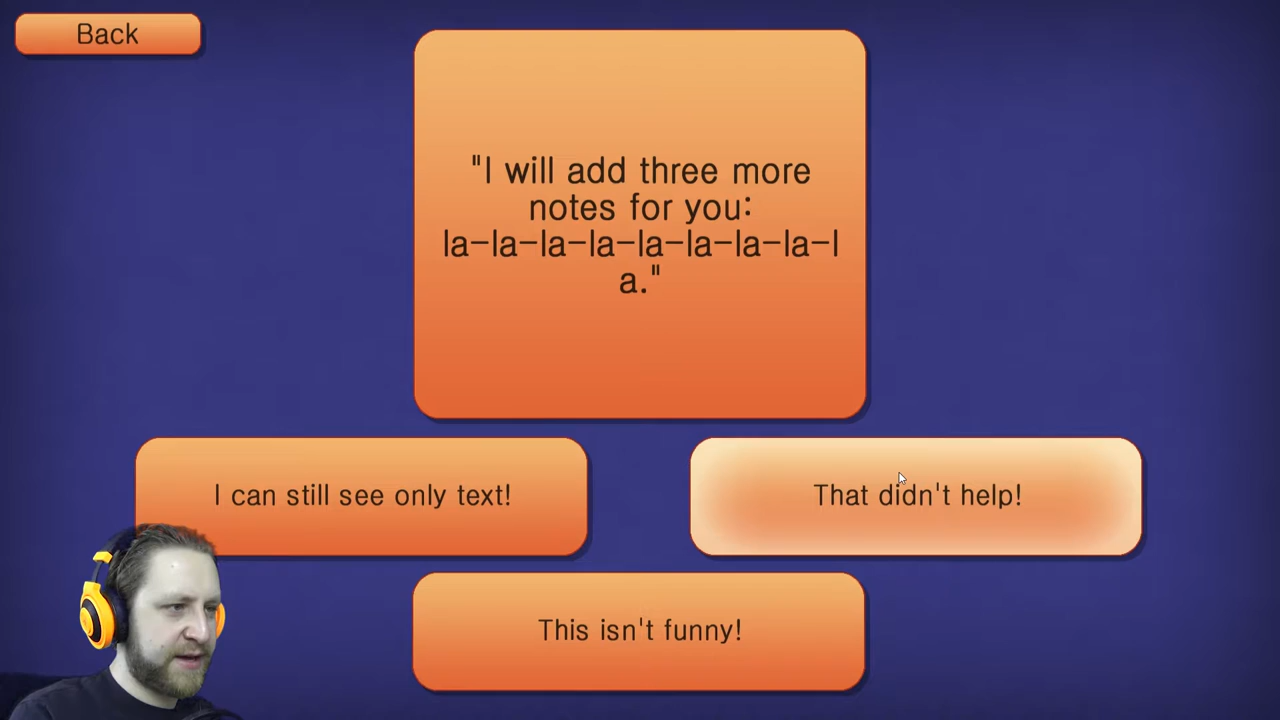 Back
"I will add three more
notes for you:
la-la-la-la-la-la-la-la-l
a."
I can still see only text!
That didn't help!
This isn't funny!